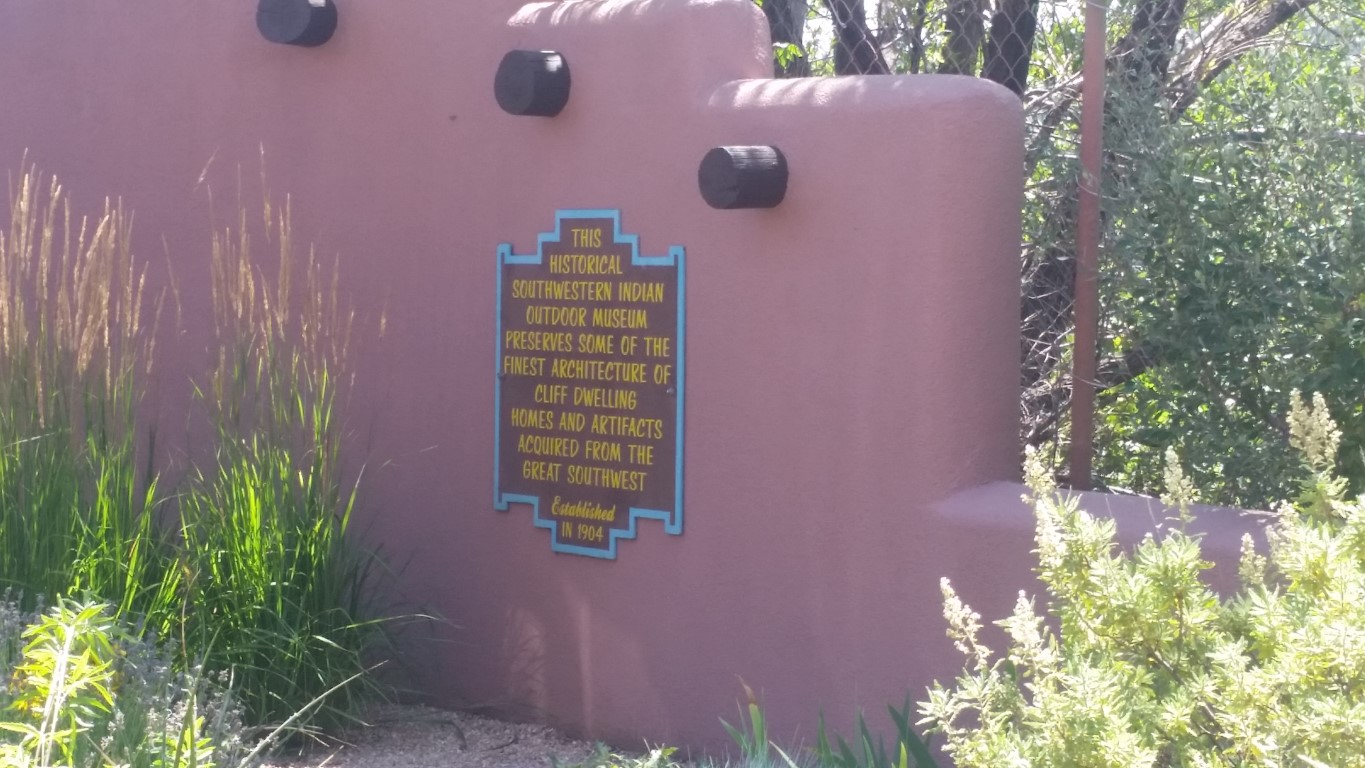 THIS
HISTORICAL
SOUTHWESTERN INDIAN
OUTDOOR MUSEUM
PRESERVES SOME OF THE
FINEST ARCHITECTURE OF
CLIFF DWELLING
HOMES AND ARTIFACTS
ACQUIRED FROM THE
GREAT SOUTHWEST
Established
IN 1904